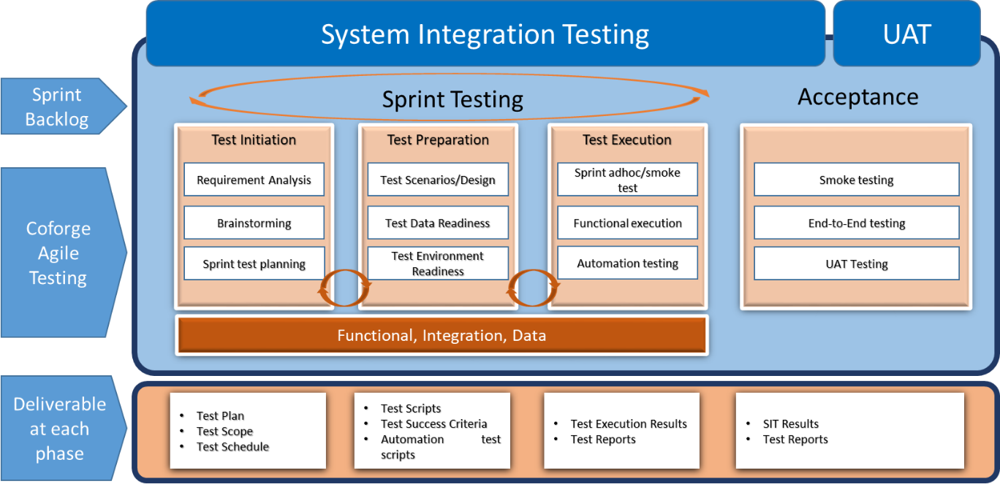 System Integration Testing
UAT
Sprint
Backlog
Sprint Testing
Acceptance
Coforge
Agile
Testing
Test Initiation
Requirement Analysis
Brainstorming
Sprint test planning
Test Preparation
Test Scenarios/Design
Test Data Readiness
Test Environment
Readiness
Test Execution
Sprint adhoc/smoke
test
Functional execution
Automation testing
Smoke testing
End-to-End testing
UAT Testing
Functional, Integration, Data
Deliverable
at each
phase
• Test Plan
• Test Scope
• Test Schedule
• Test Scripts
• Test Success Criteria
• Automation test
scripts
• Test Execution Results
• Test Reports
• SIT Results
• Test Reports